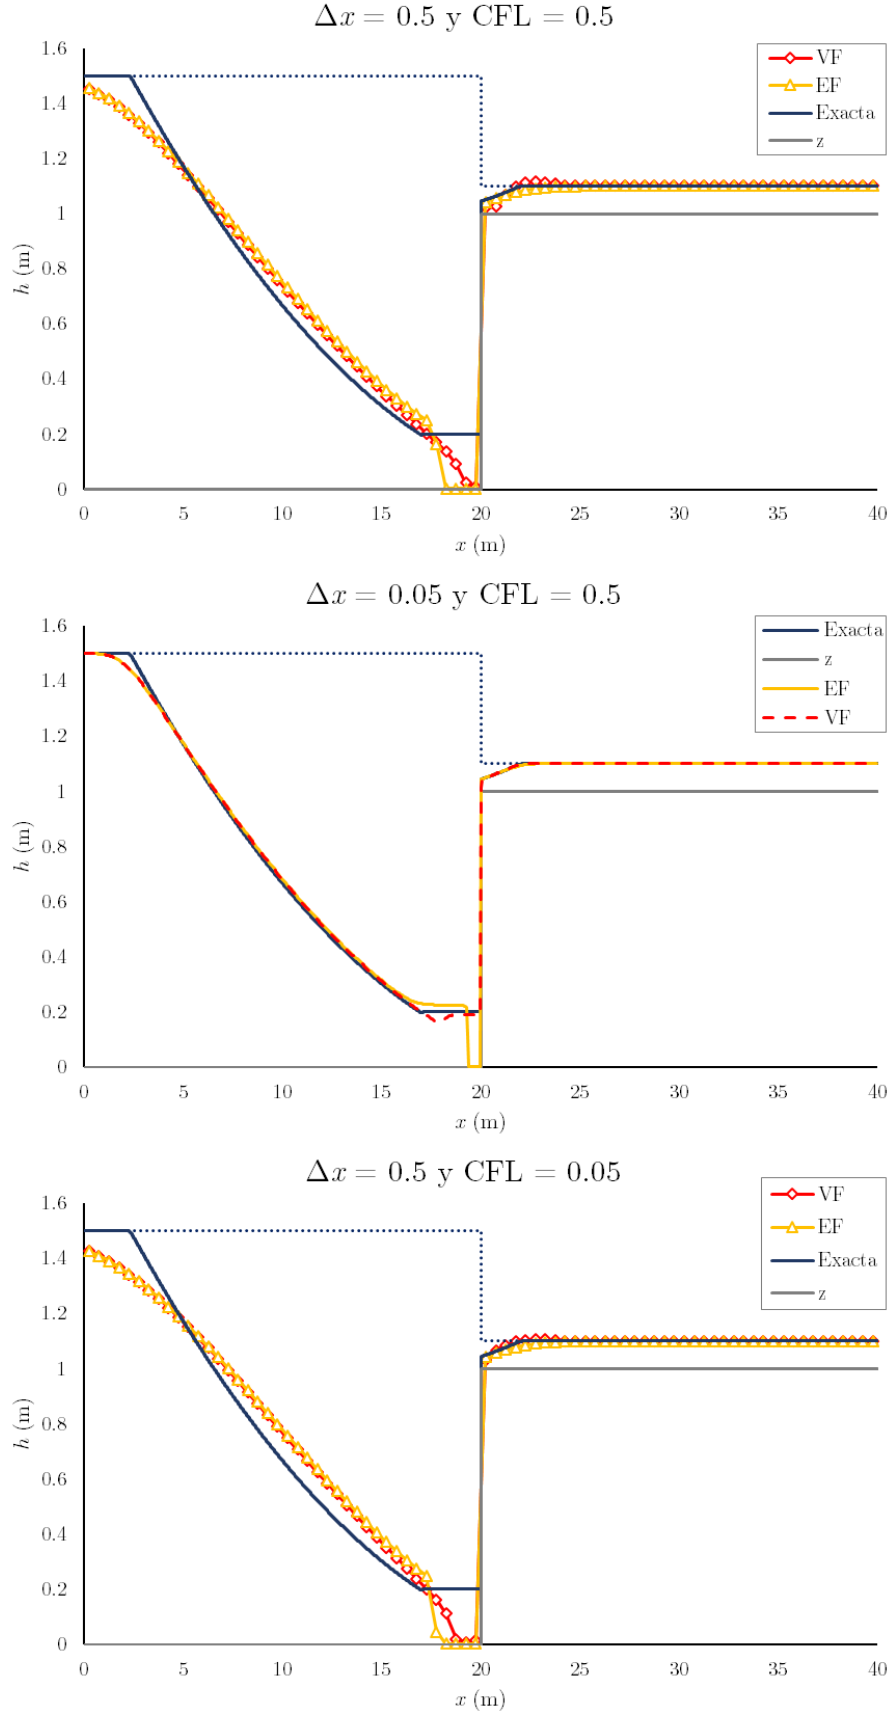 Δx = 0.5 y CFL = 0.5
1.6
1.4
1.2
1
0.8
0.6
0.4
0.2
0
h (m)
VF
EF
Exacta
z
0 5 10 15 20 25 30 35 40
x (m)
Δx = 0.05 y CFL = 0.5
1.6
1.4
1.2
1
0.8
0.6
0.4
0.2
0
h (m)
Exacta
z
EF
VF
0 5 10 15 20 25 30 35 40
x (m)
Δx = 0.5 y CFL = 0.05
1.6
1.4
1.2
1
0.8
0.6
0.4
0.2
0
h (m)
VF
EF
Exacta
z
0 5 10 15 20 25 30 35 40
x (m)